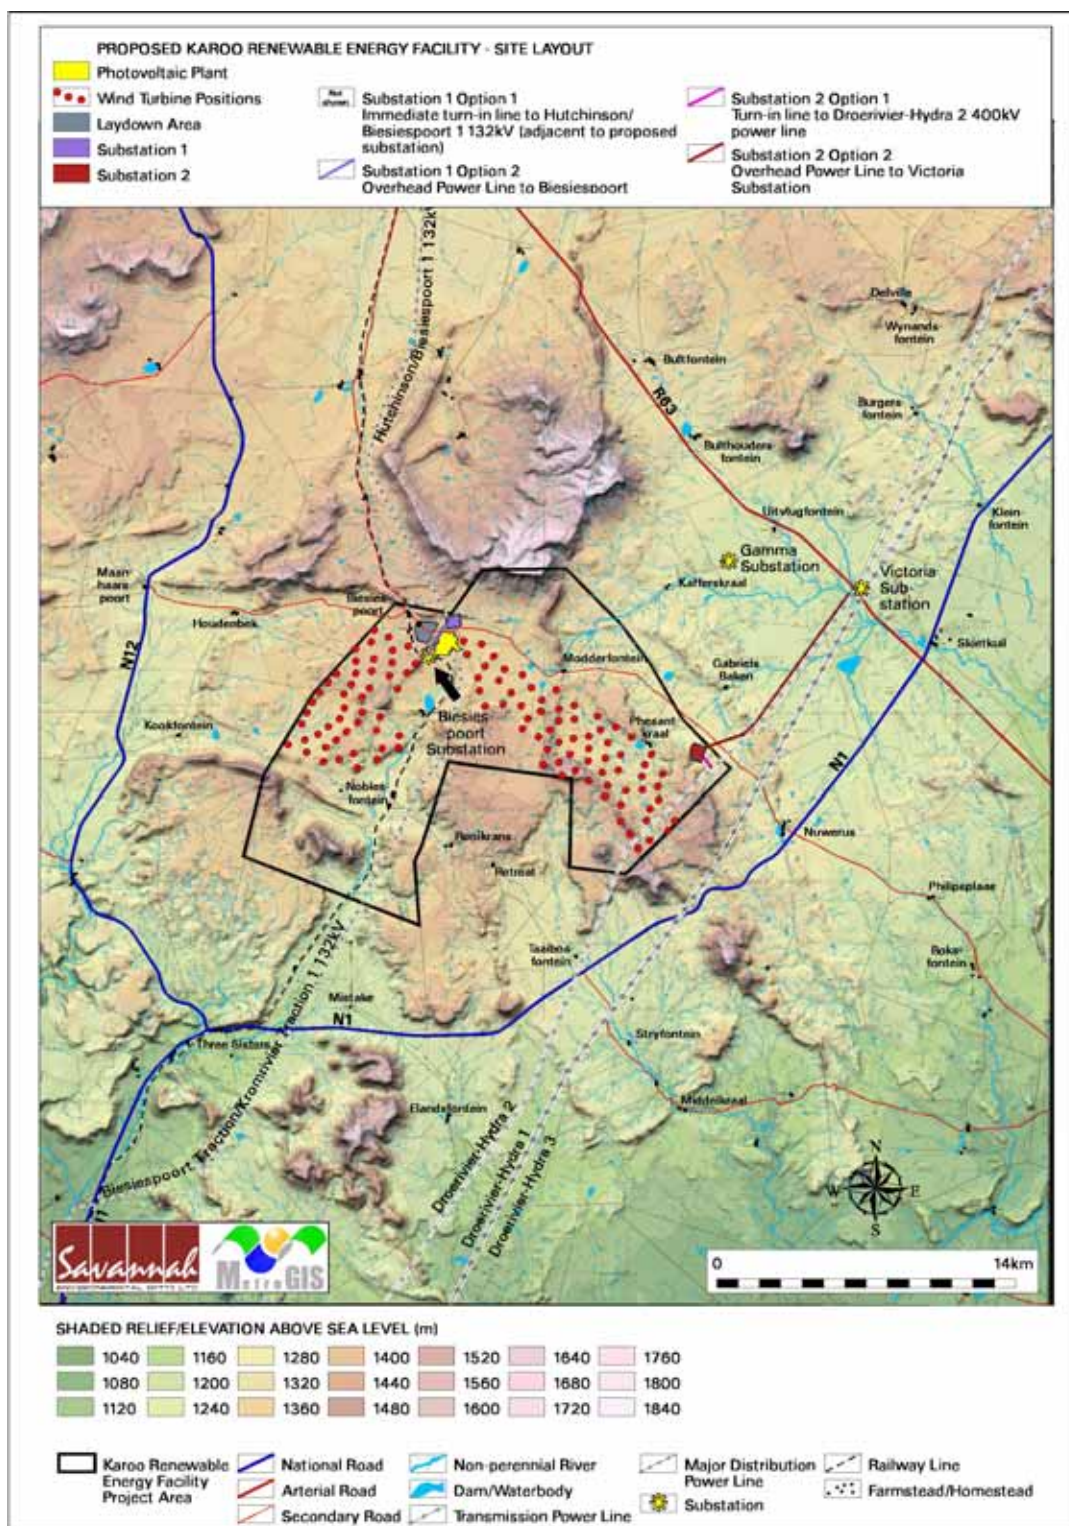 PROPOSED KAROO RENEWABLE ENERGY FACILITY - SITE LAYOUT
Photovoltaic Plant
Wind Turbine Positions
Laydown Area
Substation 1
Substation 2
Not
shown
Substation 1 Option 1
Immediate turn-in line to Hutchinson/
Biesiespoort 1 132kV (adjacent to proposed
substation)
Substation 1 Option 2
Overhead Power Line to Biesiespoort
Substation 2 Option 1
Turn-in line to Droerivier-Hydra 2 400kV
power line
Substation 2 Option 2
Overhead Power Line to Victoria
Substation
Hutchinson/Biesiespoort 1 132kV
Delville
Wynands-
fontein
Bultfontein
R63
Burgers
fontein
Bulthouders
fontein
Uitvlugfontein
Klein-
fontein
Gamma
Substation
Victoria
Sub-
station
Maan-
haars
poort
Biesies
poort
Kafferskraal
Houdenbek
Skietkuil
N12
Modderfontein
Gabriels
Baken
Kookfontein
Biesies
poort
Substation
Phesant
kraal
Nobles
fontein
N1
Nuwerus
Retreat
Philipsplaas
Taaibos
fontein
Boks-
fontein
Biesiespoort Traction/Kromrivier Traction 1 132kV
Mistake
N1
Three Sisters
Stryfontein
Elandsfontein
Middelkraal
Droerivier-Hydra 2
Droerivier-Hydra 1
Droerivier-Hydra 3
N
W
E
S
N1
Savannah
MetroGIS
0
14km
SHADED RELIEF/ELEVATION ABOVE SEA LEVEL (m)
1040 1160 1280 1400 1520 1640 1760
1080 1200 1320 1440 1560 1680 1800
1120 1240 1360 1480 1600 1720 1840
Karoo Renewable
Energy Facility
Project Area
National Road
Arterial Road
Secondary Road
Non-perennial River
Dam/Waterbody
Transmission Power Line
Major Distribution
Power Line
Substation
Railway Line
Farmstead/Homestead